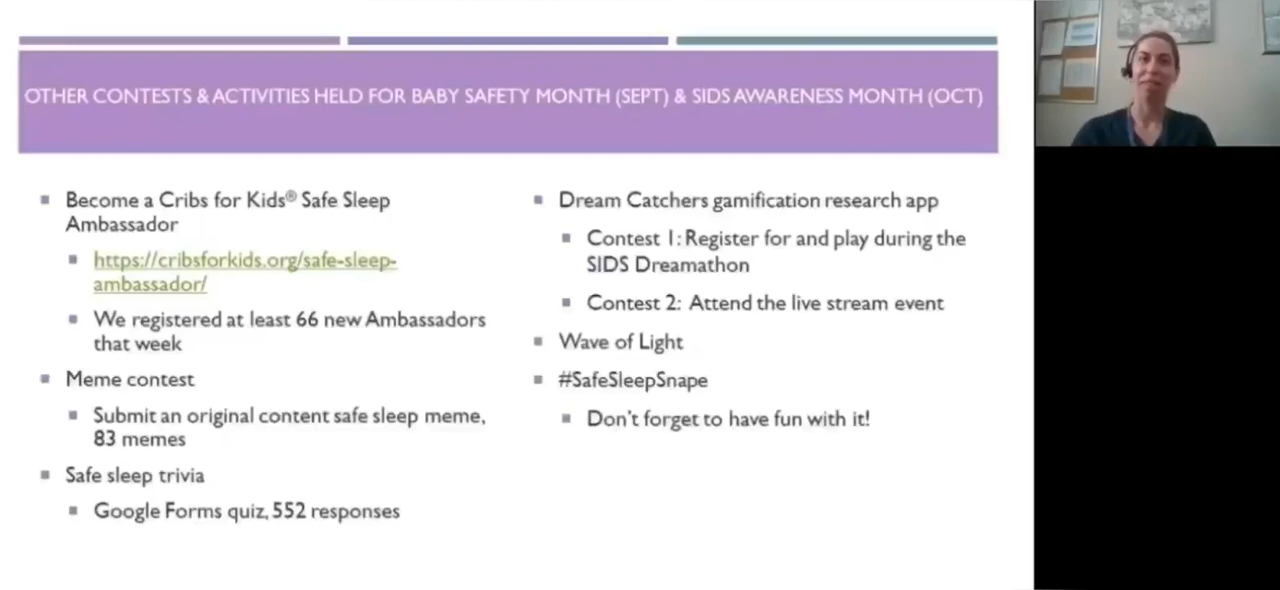 OTHER CONTESTS & ACTIVITIES HELD FOR BABY SAFETY MONTH (SEPT) & SIDS AWARENESS MONTH (OCT)
Become a Cribs for Kids® Safe Sleep
Ambassador
https://cribsforkids.org/safe-sleep-
ambassador/
We registered at least 66 new Ambassadors
that week
Meme contest
Submit an original content safe sleep meme,
83 memes
Safe sleep trivia
Google Forms quiz, 552 responses
Dream Catchers gamification research app
Contest 1: Register for and play during the
SIDS Dreamathon
Contest 2: Attend the live stream event
Wave of Light
#SafeSleepSnape
Don't forget to have fun with it!